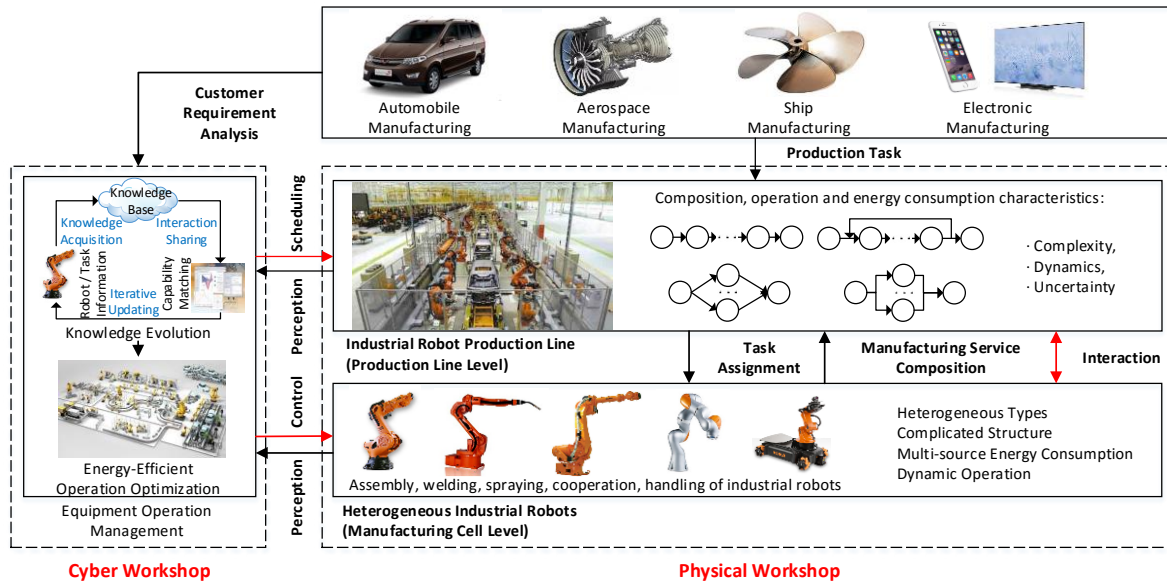 Automobile
Manufacturing
Aerospace
Manufacturing
Ship
Manufacturing
Electronic
Manufacturing
Customer
Requirement
Analysis
Production Task
Knowledge
Base
Knowledge
Acquisition
Interaction
Sharing
Robot / Task
Information
Iterative
Updating
Capability
Matching
Knowledge Evolution
Energy-Efficient
Operation Optimization
Equipment Operation
Management
Cyber Workshop
Scheduling
Perception
Control
Perception
Composition, operation and energy consumption characteristics:
· Complexity,
· Dynamics,
· Uncertainty
Industrial Robot Production Line
(Production Line Level)
Task
Assignment
Manufacturing Service
Composition
Interaction
Heterogeneous Types
Complicated Structure
Multi-source Energy Consumption
Dynamic Operation
Assembly, welding, spraying, cooperation, handling of industrial robots
Heterogeneous Industrial Robots
(Manufacturing Cell Level)
Physical Workshop